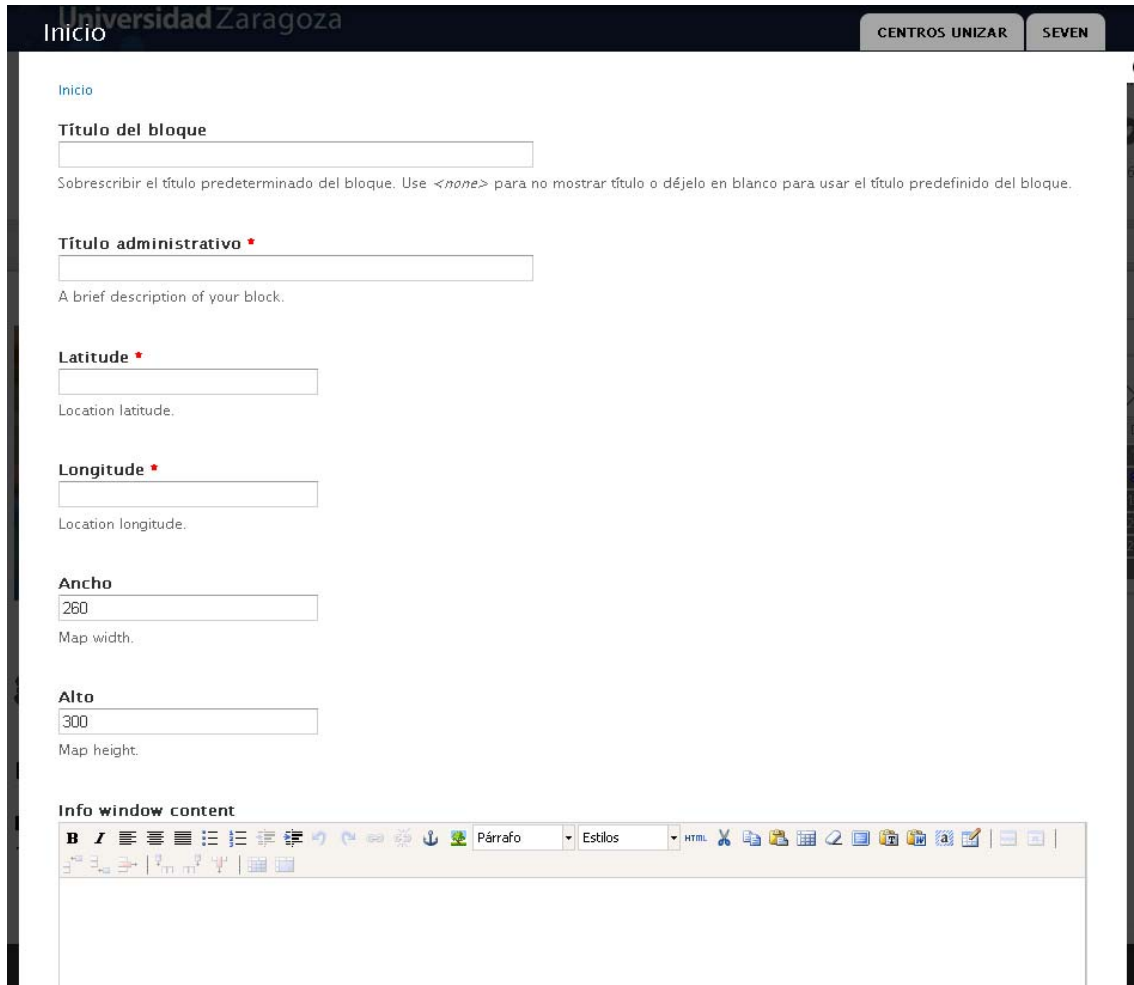 Universidad Zaragoza
Inicio
CENTROS UNIZAR
SEVEN
Inicio
Título del bloque
Sobrescribir el título predeterminado del bloque. Use <none> para no mostrar título o déjelo en blanco para usar el título predefinido del bloque.
Título administrativo *
A brief description of your block.
Latitude *
Location latitude.
Longitude *
Location longitude.
Ancho
260
Map width.
Alto
300
Map height.
Info window content
B I Párrafo Estilos HTML